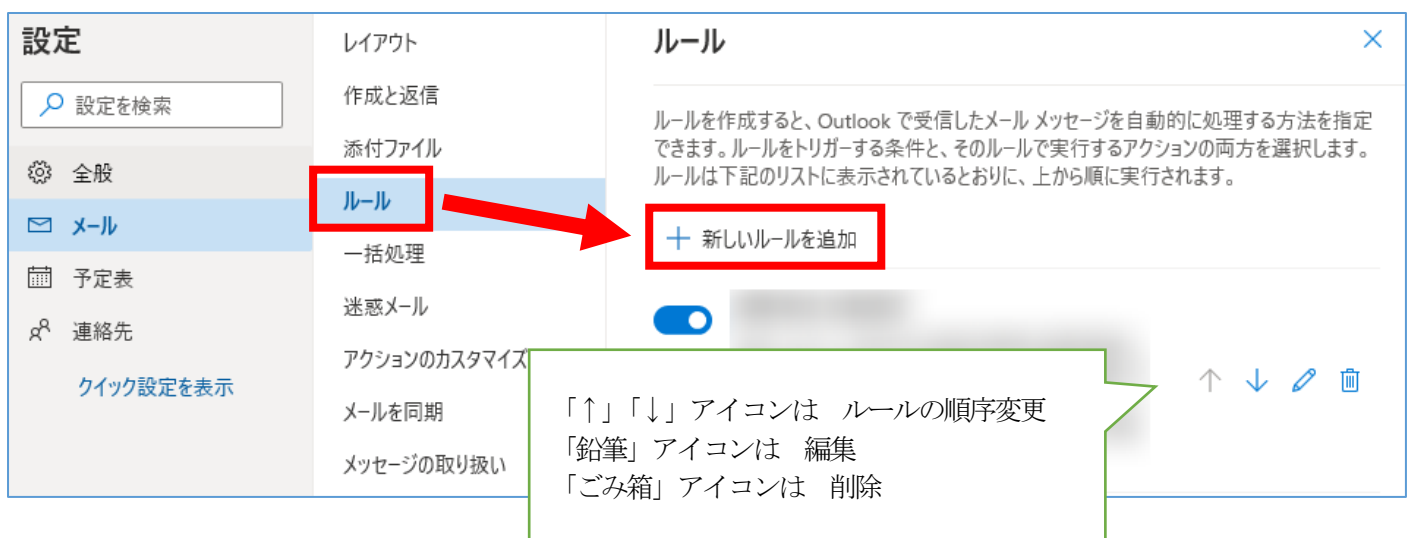 設定
設定を検索
全般
メール
予定表
連絡先
クイック設定を表示
レイアウト
作成と返信
添付ファイル
ルール
一括処理
迷惑メール
アクションのカスタマイズ
メールを同期
メッセージの取り扱い
ルール
ルールを作成すると、Outlook で受信したメール メッセージを自動的に処理する方法を指定
できます。ルールをトリガーする条件と、そのルールで実行するアクションの両方を選択します。
ルールは下記のリストに表示されているとおりに、上から順に実行されます。
新しいルールを追加
「↑」「↓」アイコンは　ルールの順序変更
「鉛筆」アイコンは　編集
「ごみ箱」アイコンは　削除